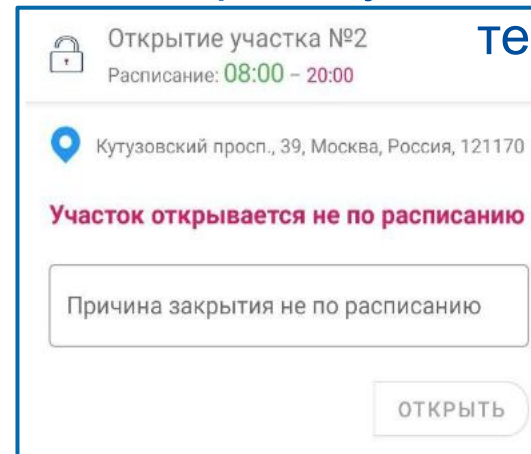 Открытие участка №2
те
Расписание: 08:00 – 20:00
Кутузовский просп., 39, Москва, Россия, 121170
Участок открывается не по расписанию
Причина закрытия не по расписанию
ОТКРЫТЬ